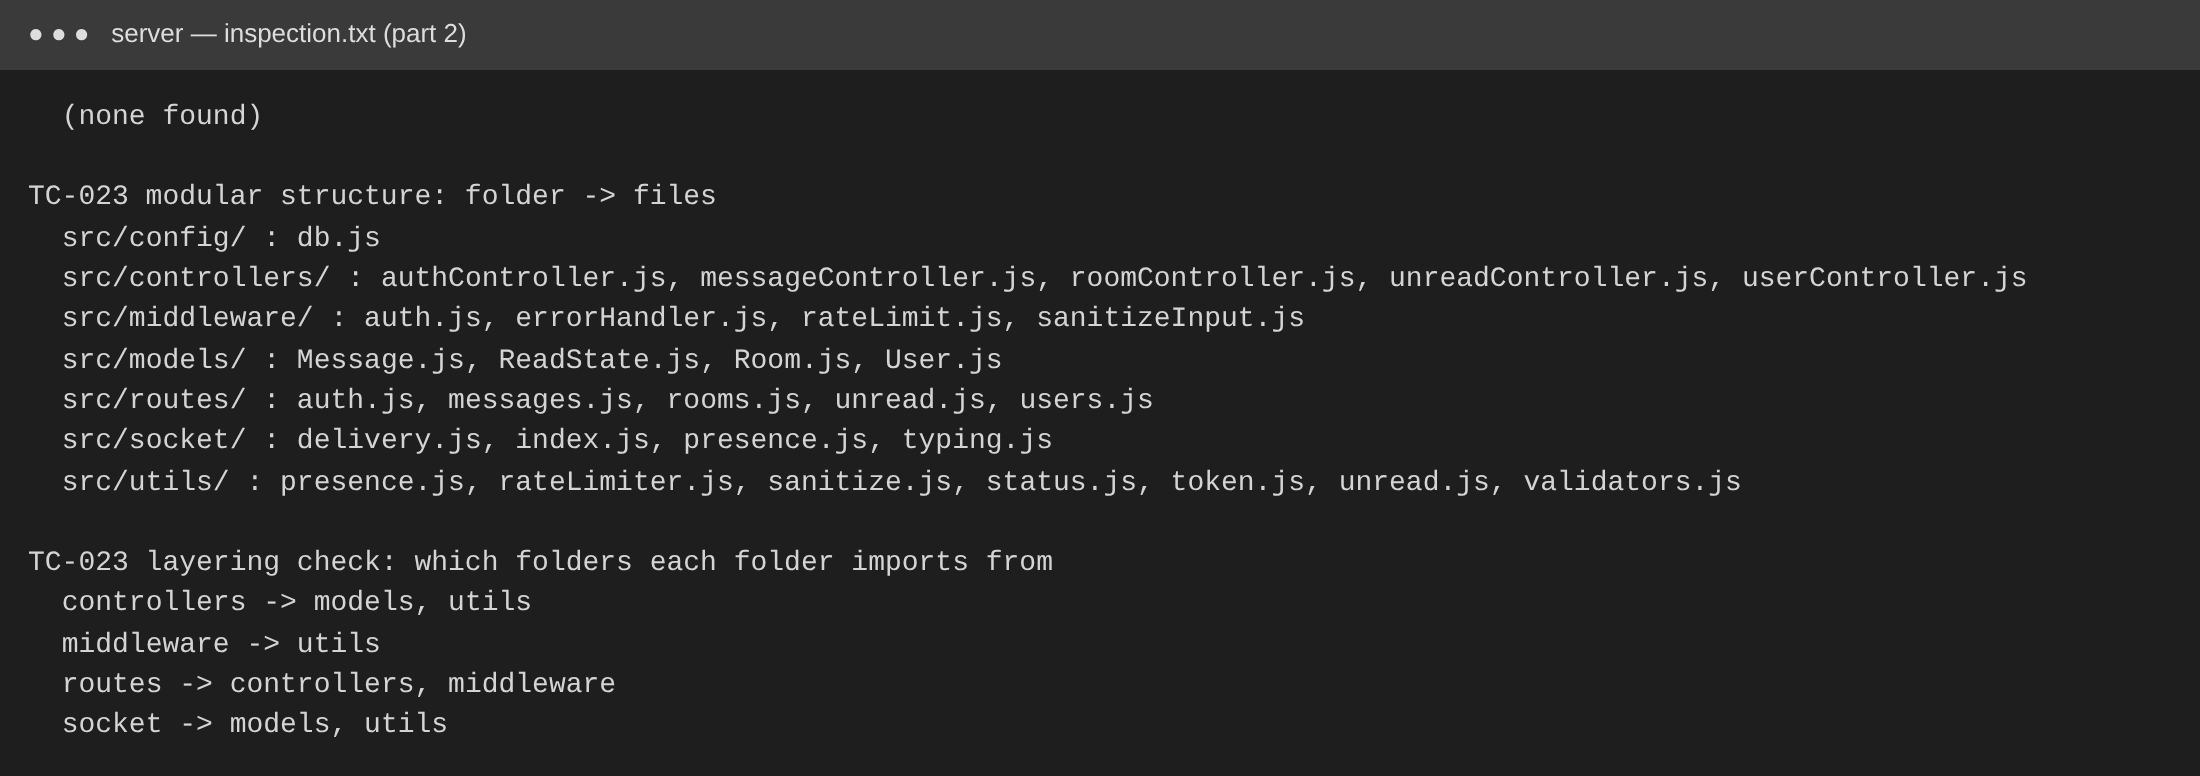 server — inspection.txt (part 2)
(none found)
TC-023 modular structure: folder -> files
src/config/ : db.js
src/controllers/ : authController.js, messageController.js, roomController.js, unreadController.js, userController.js
src/middleware/ : auth.js, errorHandler.js, rateLimit.js, sanitizeInput.js
src/models/ : Message.js, ReadState.js, Room.js, User.js
src/routes/ : auth.js, messages.js, rooms.js, unread.js, users.js
src/socket/ : delivery.js, index.js, presence.js, typing.js
src/utils/ : presence.js, rateLimiter.js, sanitize.js, status.js, token.js, unread.js, validators.js
TC-023 layering check: which folders each folder imports from
controllers -> models, utils
middleware -> utils
routes -> controllers, middleware
socket -> models, utils